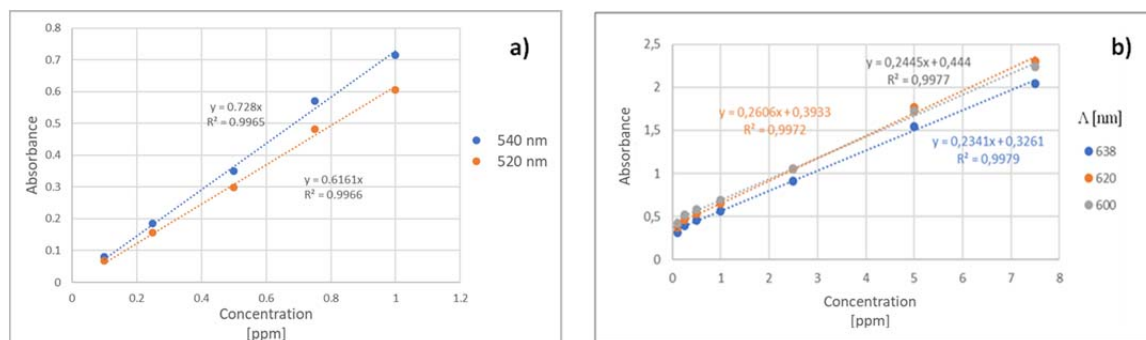 a)
0.8
0.7
0.6
0.5
0.4
0.3
0.2
0.1
0
Absorbance
y = 0.728x
R² = 0.9965
y = 0.6161x
R² = 0.9966
0 0.2 0.4 0.6 0.8 1 1.2
Concentration
[ppm]
540 nm
520 nm
b)
2,5
2
1,5
1
0,5
0
Absorbance
y = 0,2445x + 0,444
R² = 0,9977
y = 0,2606x + 0,3933
R² = 0,9972
y = 0,2341x + 0,3261
R² = 0,9979
0 1 2 3 4 5 6 7 8
Concentration
[ppm]
Λ [nm]
638
620
600